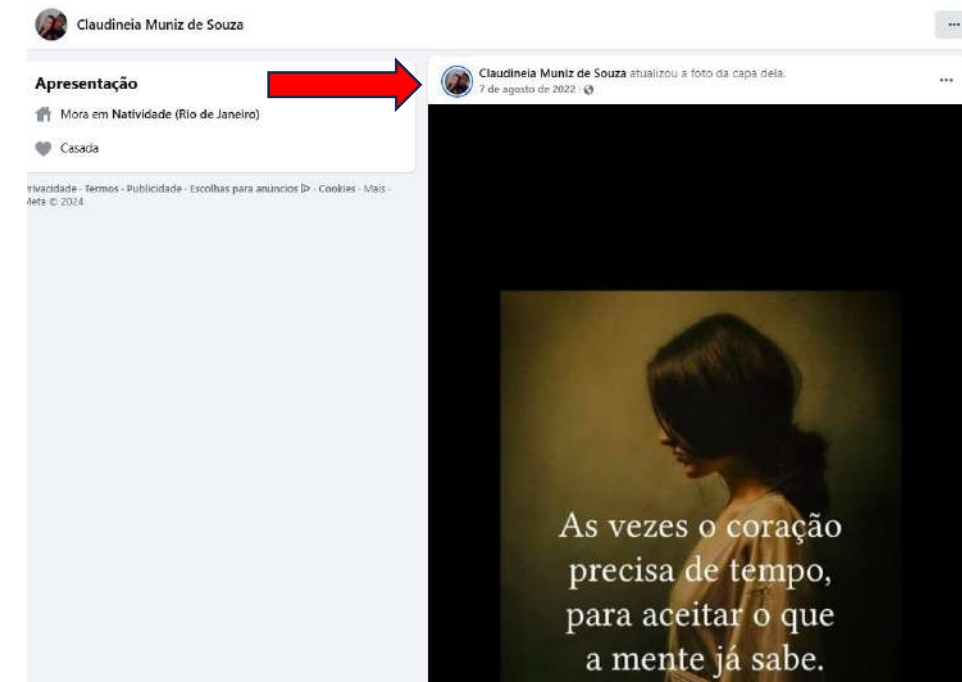 Claudineia Muniz de Souza
Apresentação
Mora em Natividade (Rio de Janeiro)
Casada
rivacidade · Termos · Publicidade · Escolhas para anúncios · Cookies · Mais ·
Meta © 2024
Claudineia Muniz de Souza atualizou a foto da capa dela.
7 de agosto de 2022 ·
As vezes o coração
precisa de tempo,
para aceitar o que
a mente já sabe.